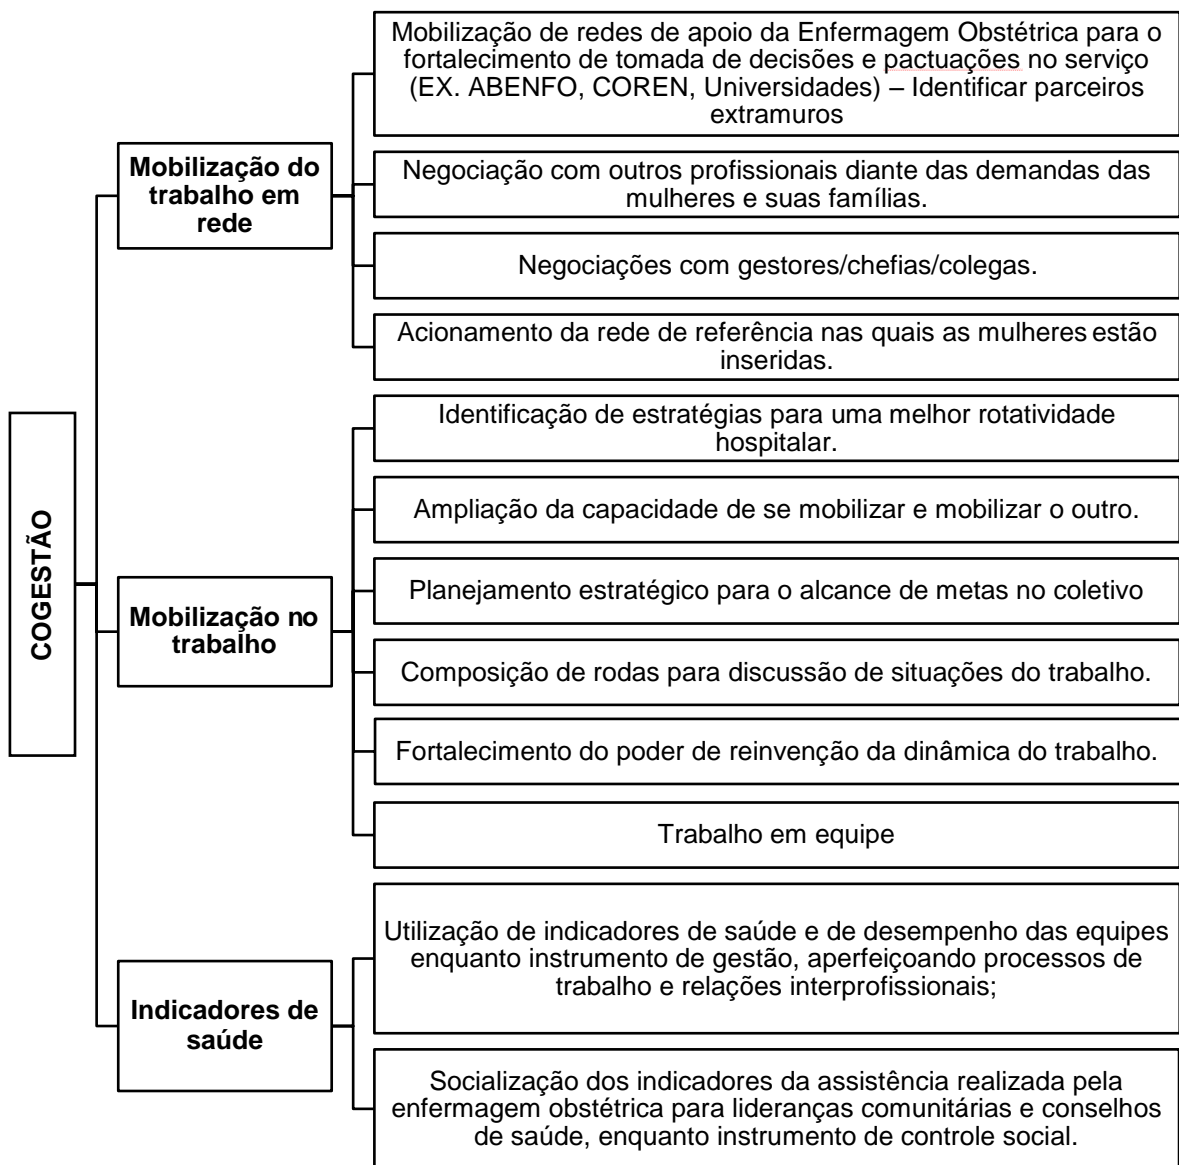 Mobilização de redes de apoio da Enfermagem Obstétrica para o
fortalecimento de tomada de decisões e pactuações no serviço
(EX. ABENFO, COREN, Universidades) – Identificar parceiros
extramuros
Mobilização do
trabalho em
rede
Negociação com outros profissionais diante das demandas das
mulheres e suas famílias.
Negociações com gestores/chefias/colegas.
Acionamento da rede de referência nas quais as mulheres estão
inseridas.
COGESTÃO
Identificação de estratégias para uma melhor rotatividade
hospitalar.
Ampliação da capacidade de se mobilizar e mobilizar o outro.
Mobilização no
trabalho
Planejamento estratégico para o alcance de metas no coletivo
Composição de rodas para discussão de situações do trabalho.
Fortalecimento do poder de reinvenção da dinâmica do trabalho.
Trabalho em equipe
Indicadores de
saúde
Utilização de indicadores de saúde e de desempenho das equipes
enquanto instrumento de gestão, aperfeiçoando processos de
trabalho e relações interprofissionais;
Socialização dos indicadores da assistência realizada pela
enfermagem obstétrica para lideranças comunitárias e conselhos
de saúde, enquanto instrumento de controle social.